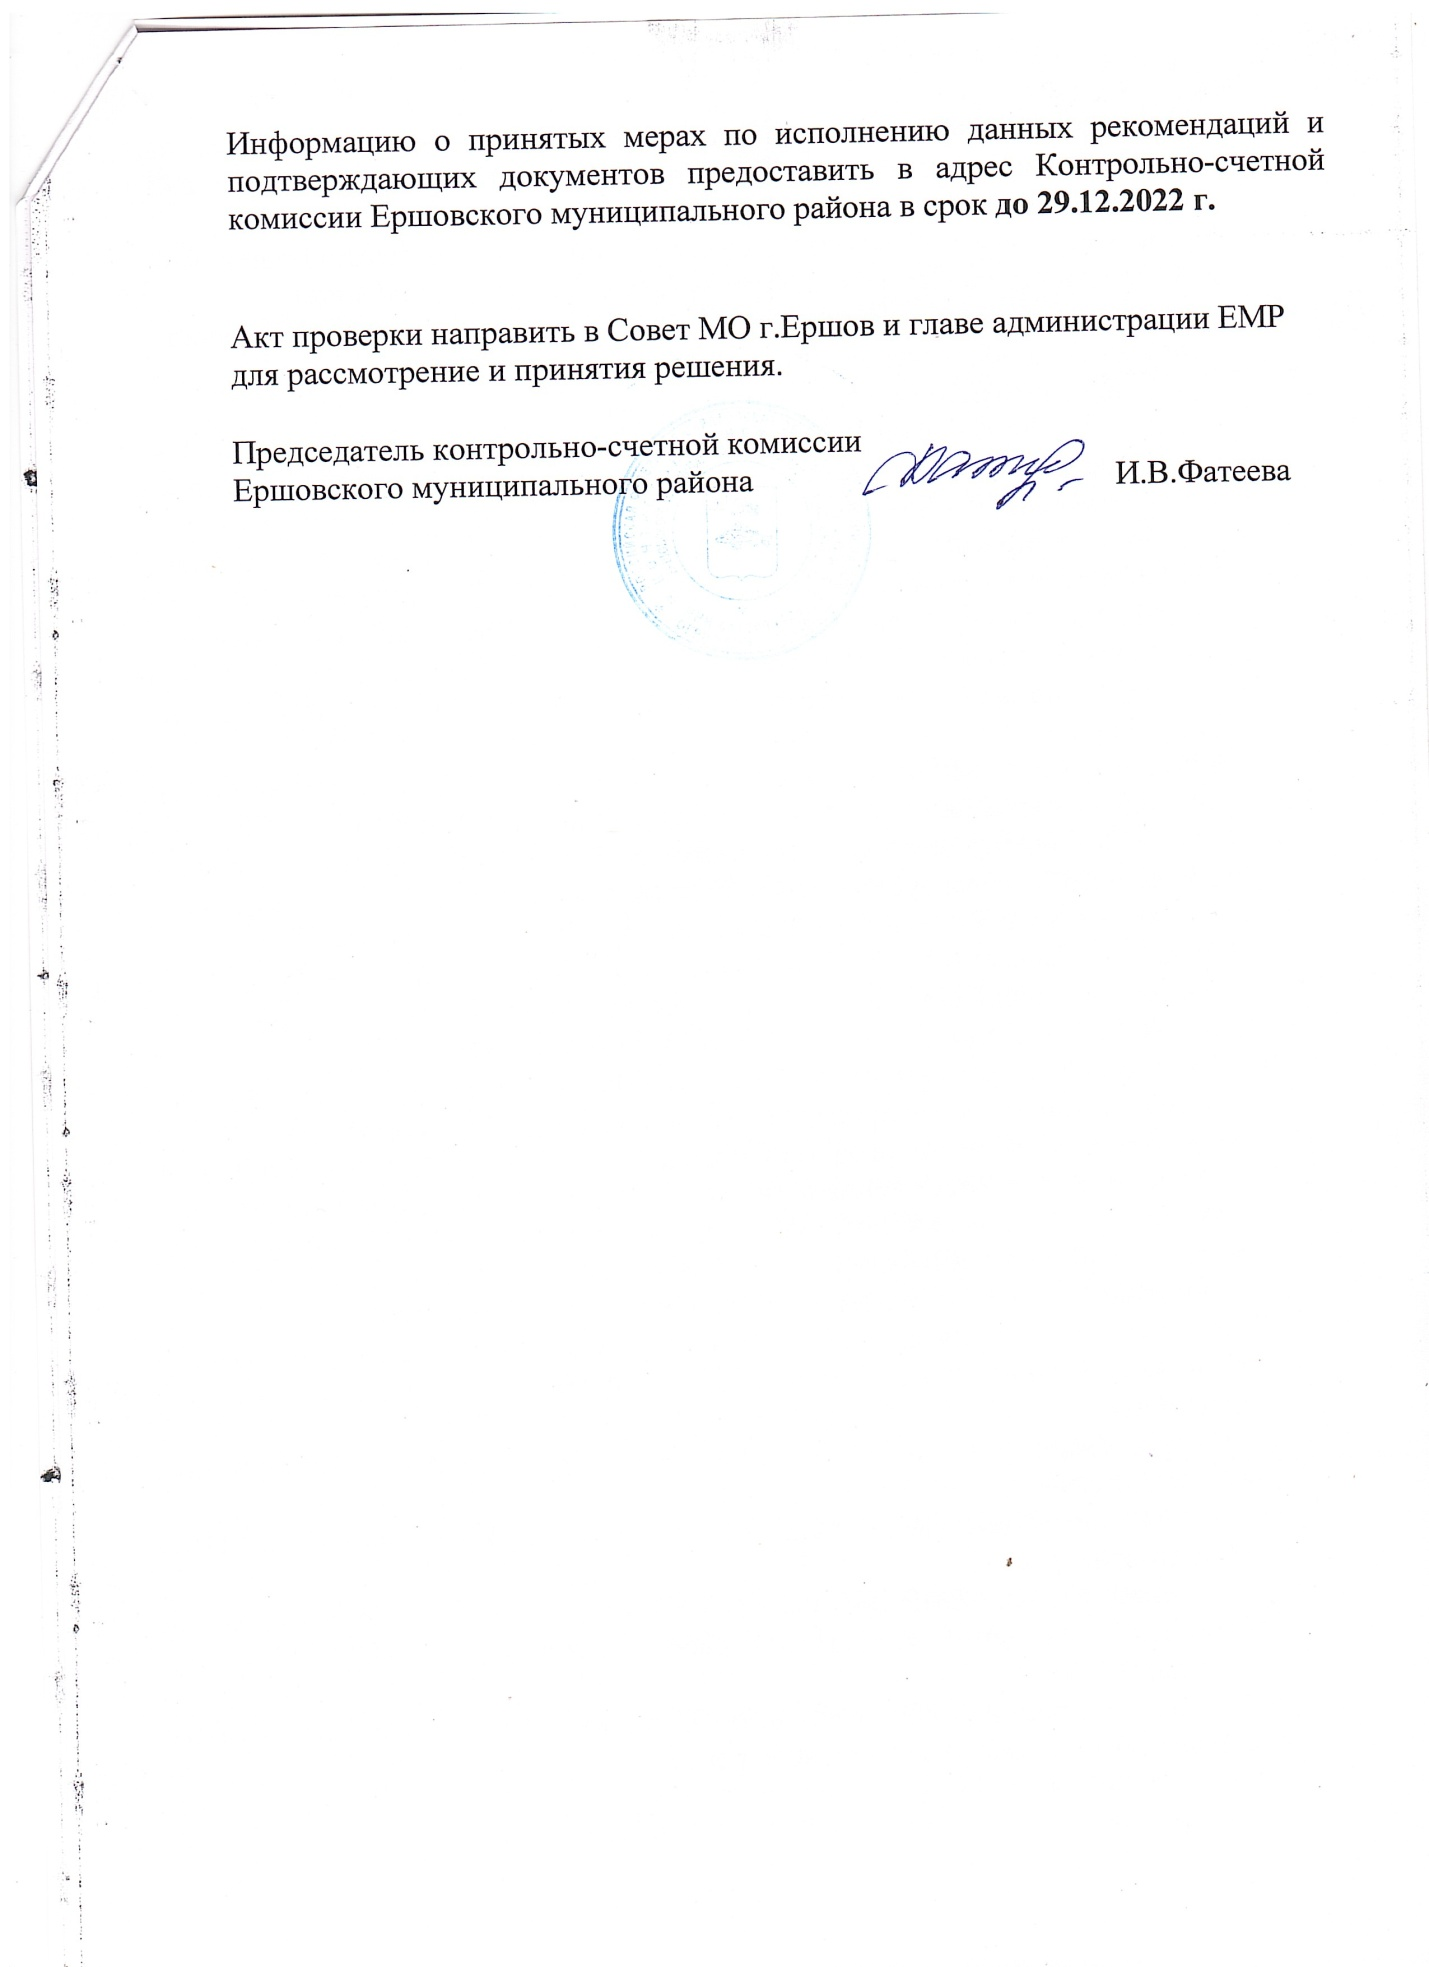 Информацию о принятых мерах по исполнению данных рекомендаций и
подтверждающих документов предоставить в адрес Контрольно-счетной
комиссии Ершовского муниципального района в срок до 29.12.2022 г.
Акт проверки направить в Совет МО г.Ершов и главе администрации ЕМР
для рассмотрение и принятия решения.
Председатель контрольно-счетной комиссии
Ершовского муниципального района И.В.Фатеева